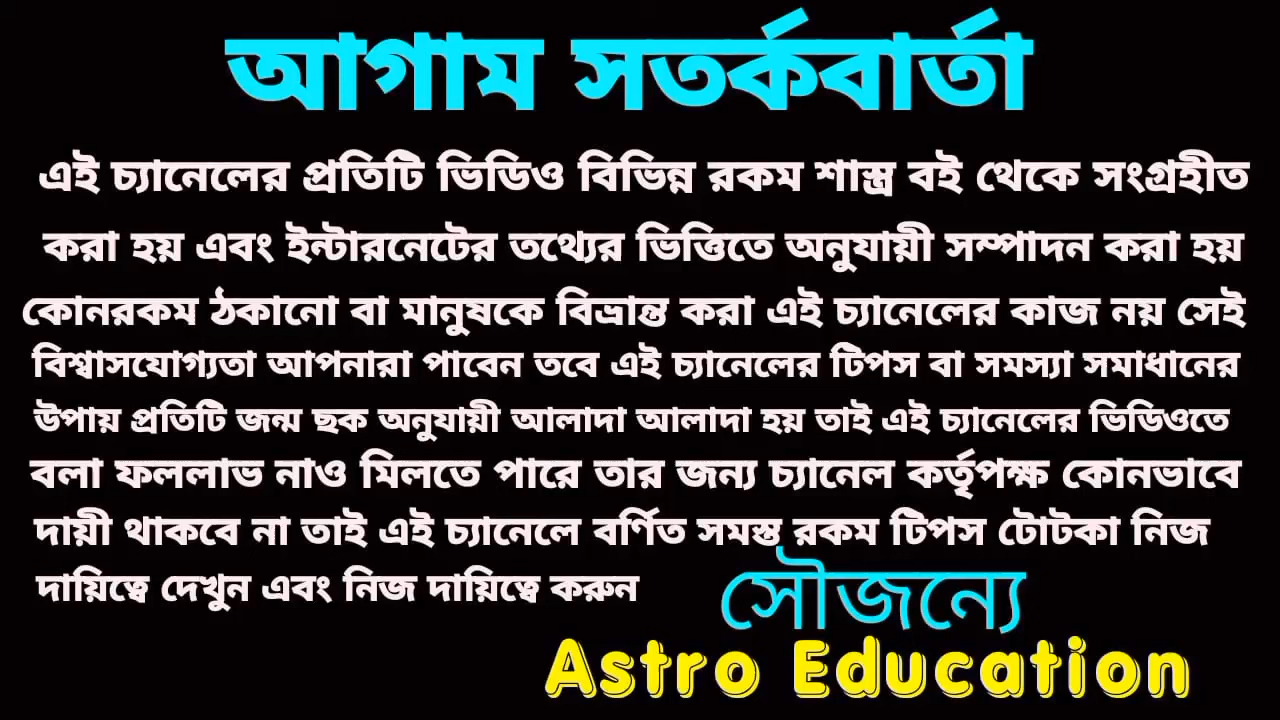 আগাম সতর্কবার্তা
এই চ্যানেলের প্রতিটি ভিডিও বিভিন্ন রকম শাস্ত্র বই থেকে সংগ্রহীত
করা হয় এবং ইন্টারনেটের তথ্যের ভিত্তিতে অনুযায়ী সম্পাদন করা হয়
কোনরকম ঠকানো বা মানুষকে বিভ্রান্ত করা এই চ্যানেলের কাজ নয় সেই
বিশ্বাসযোগ্যতা আপনারা পাবেন তবে এই চ্যানেলের টিপস বা সমস্যা সমাধানের
উপায় প্রতিটি জন্ম ছক অনুযায়ী আলাদা আলাদা হয় তাই এই চ্যানেলের ভিডিওতে
বলা ফললাভ নাও মিলতে পারে তার জন্য চ্যানেল কর্তৃপক্ষ কোনভাবে
দায়ী থাকবে না তাই এই চ্যানেলে বর্ণিত সমস্ত রকম টিপস টোটকা নিজ
দায়িত্বে দেখুন এবং নিজ দায়িত্বে করুন
সৌজন্যে
Astro Education